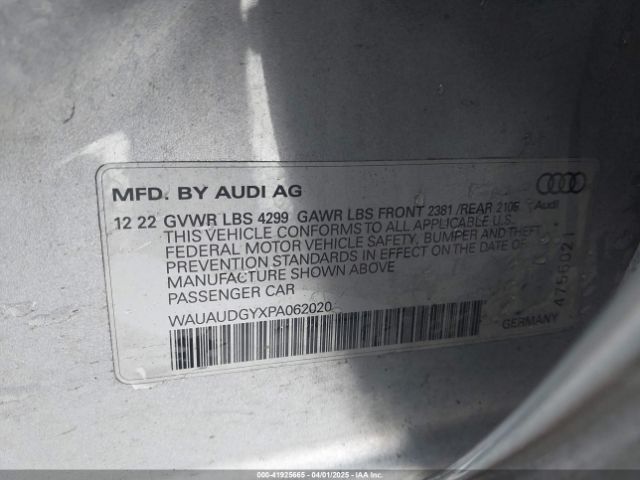 MFD. BY AUDI AG
12 22 GVWR LBS 4299 GAWR LBS FRONT 2381 /REAR 2105
Audi
THIS VEHICLE CONFORMS TO ALL APPLICABLE U.S.
FEDERAL MOTOR VEHICLE SAFETY, BUMPER AND THEFT
PREVENTION STANDARDS IN EFFECT ON THE DATE OF
MANUFACTURE SHOWN ABOVE
PASSENGER CAR
4756021
WAUAUDGYXPA062020
GERMANY
000-41925665 - 04/01/2025 - IAAC.COM